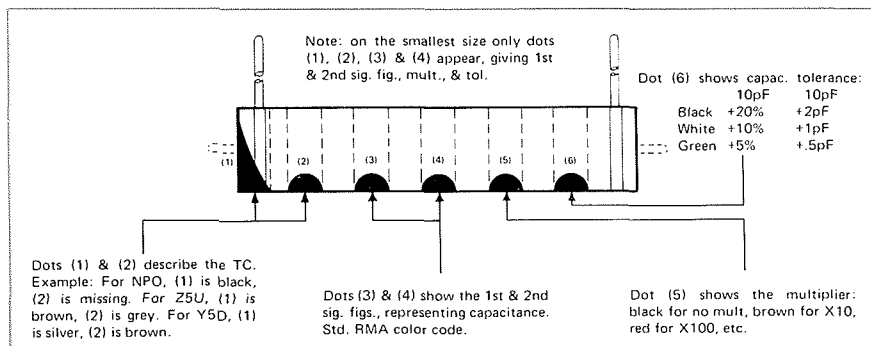 Note: on the smallest size only dots
(1), (2), (3) & (4) appear, giving 1st
& 2nd sig. fig., mult., & tol.
Dot (6) shows capac. tolerance:
10pF 10pF
Black +20% +2pF
White +10% +1pF
Green +5% +.5pF
(1) (2) (3) (4) (5) (6)
Dots (1) & (2) describe the TC.
Example: For NPO, (1) is black,
(2) is missing. For Z5U, (1) is
brown, (2) is grey. For Y5D, (1)
is silver, (2) is brown.
Dots (3) & (4) show the 1st & 2nd
sig. figs., representing capacitance.
Std. RMA color code.
Dot (5) shows the multiplier:
black for no mult, brown for X10,
red for X100, etc.